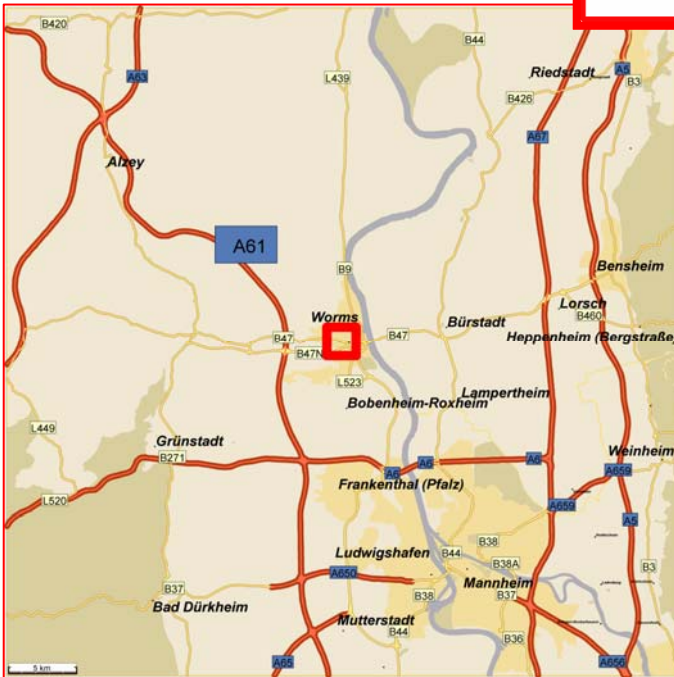 B420
B44
A63
L439
Riedstadt
A5
B3
B426
A67
Alzey
A61
B9
Bensheim
Lorsch
Worms
B460
B47
B47
Bürstadt
Heppenheim (Bergstraße)
B47N
L523
Lampertheim
Bobenheim-Roxheim
L449
Grünstadt
B271
Weinheim
A6
A6
A6
A659
Frankenthal (Pfalz)
L520
A659
A5
B38
Ludwigshafen
B44
B38A
B3
A650
Mannheim
B37
B38
B37
Bad Dürkheim
Mutterstadt
B44
B36
A65
A656
5 km